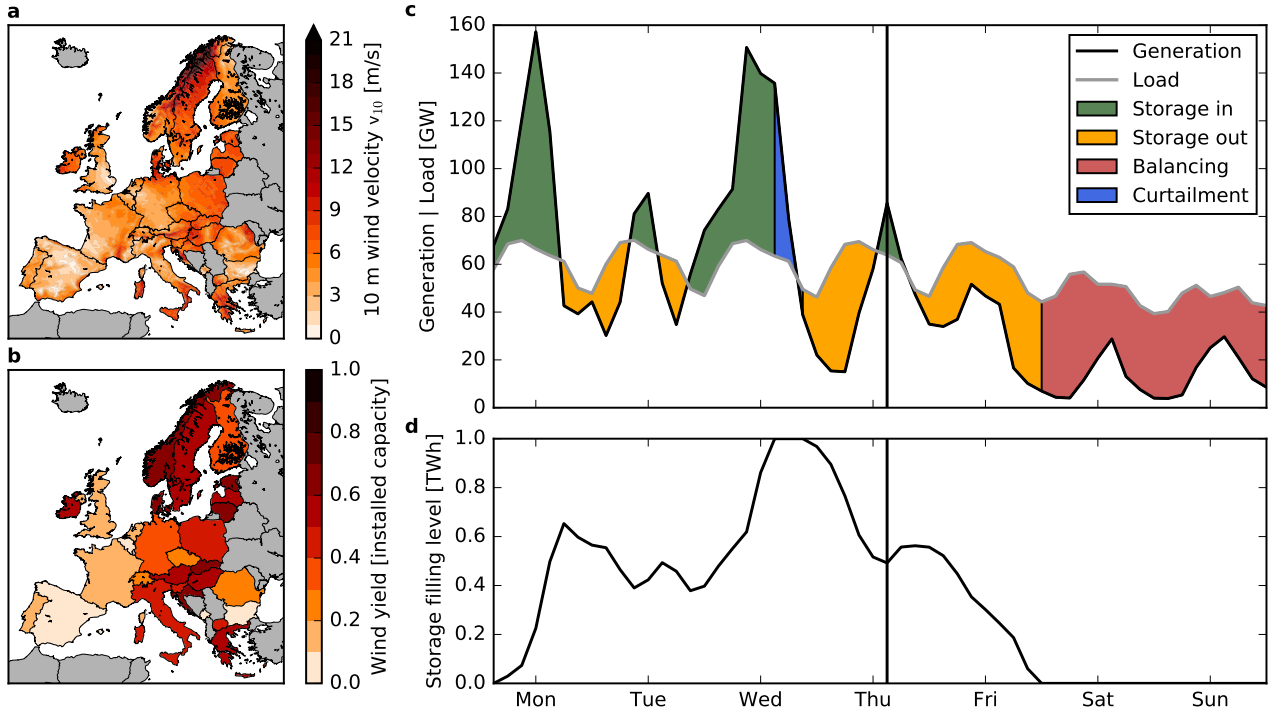 a
21
18
15
12
9
6
3
0
10 m wind velocity v10 [m/s]
b
1.0
0.8
0.6
0.4
0.2
0.0
Wind yield [installed capacity]
c
160
140
120
100
80
60
40
20
0
Generation | Load [GW]
Generation
Load
Storage in
Storage out
Balancing
Curtailment
d
1.0
0.8
0.6
0.4
0.2
0.0
Storage filling level [TWh]
Mon Tue Wed Thu Fri Sat Sun